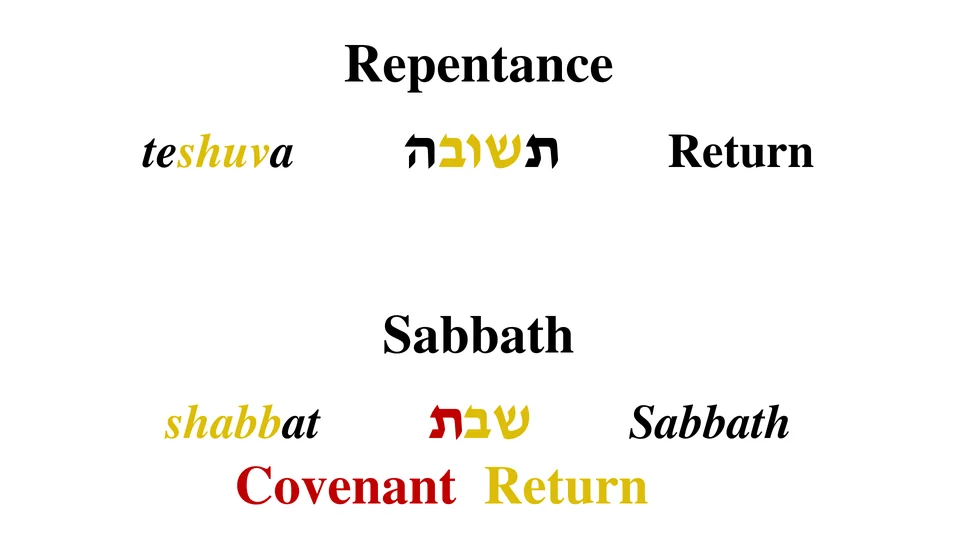 Repentance
teshuva תשובה Return
Sabbath
shabbat שבת Sabbath
Covenant Return